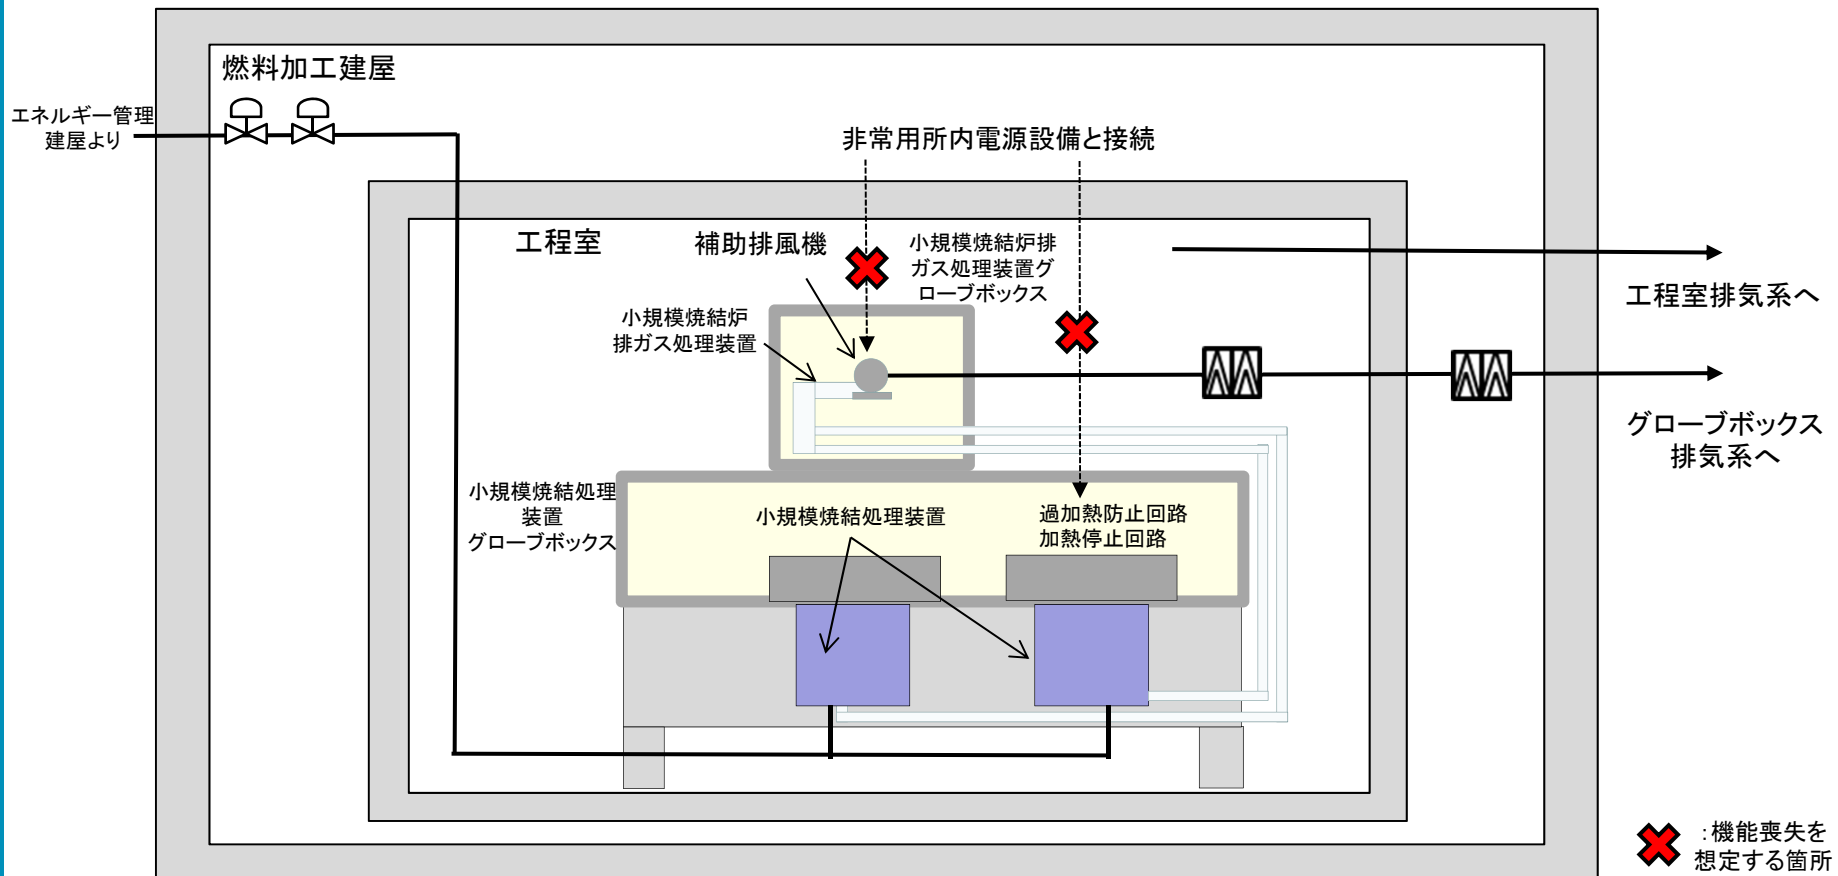 燃料加工建屋
エネルギー管理
建屋より
非常用所内電源設備と接続
工程室
補助排風機
小規模焼結炉排
ガス処理装置グ
ローブボックス
小規模焼結炉
排ガス処理装置
工程室排気系へ
グローブボックス
排気系へ
小規模焼結処理
装置
グローブボックス
小規模焼結処理装置
過加熱防止回路
加熱停止回路
:機能喪失を
想定する箇所